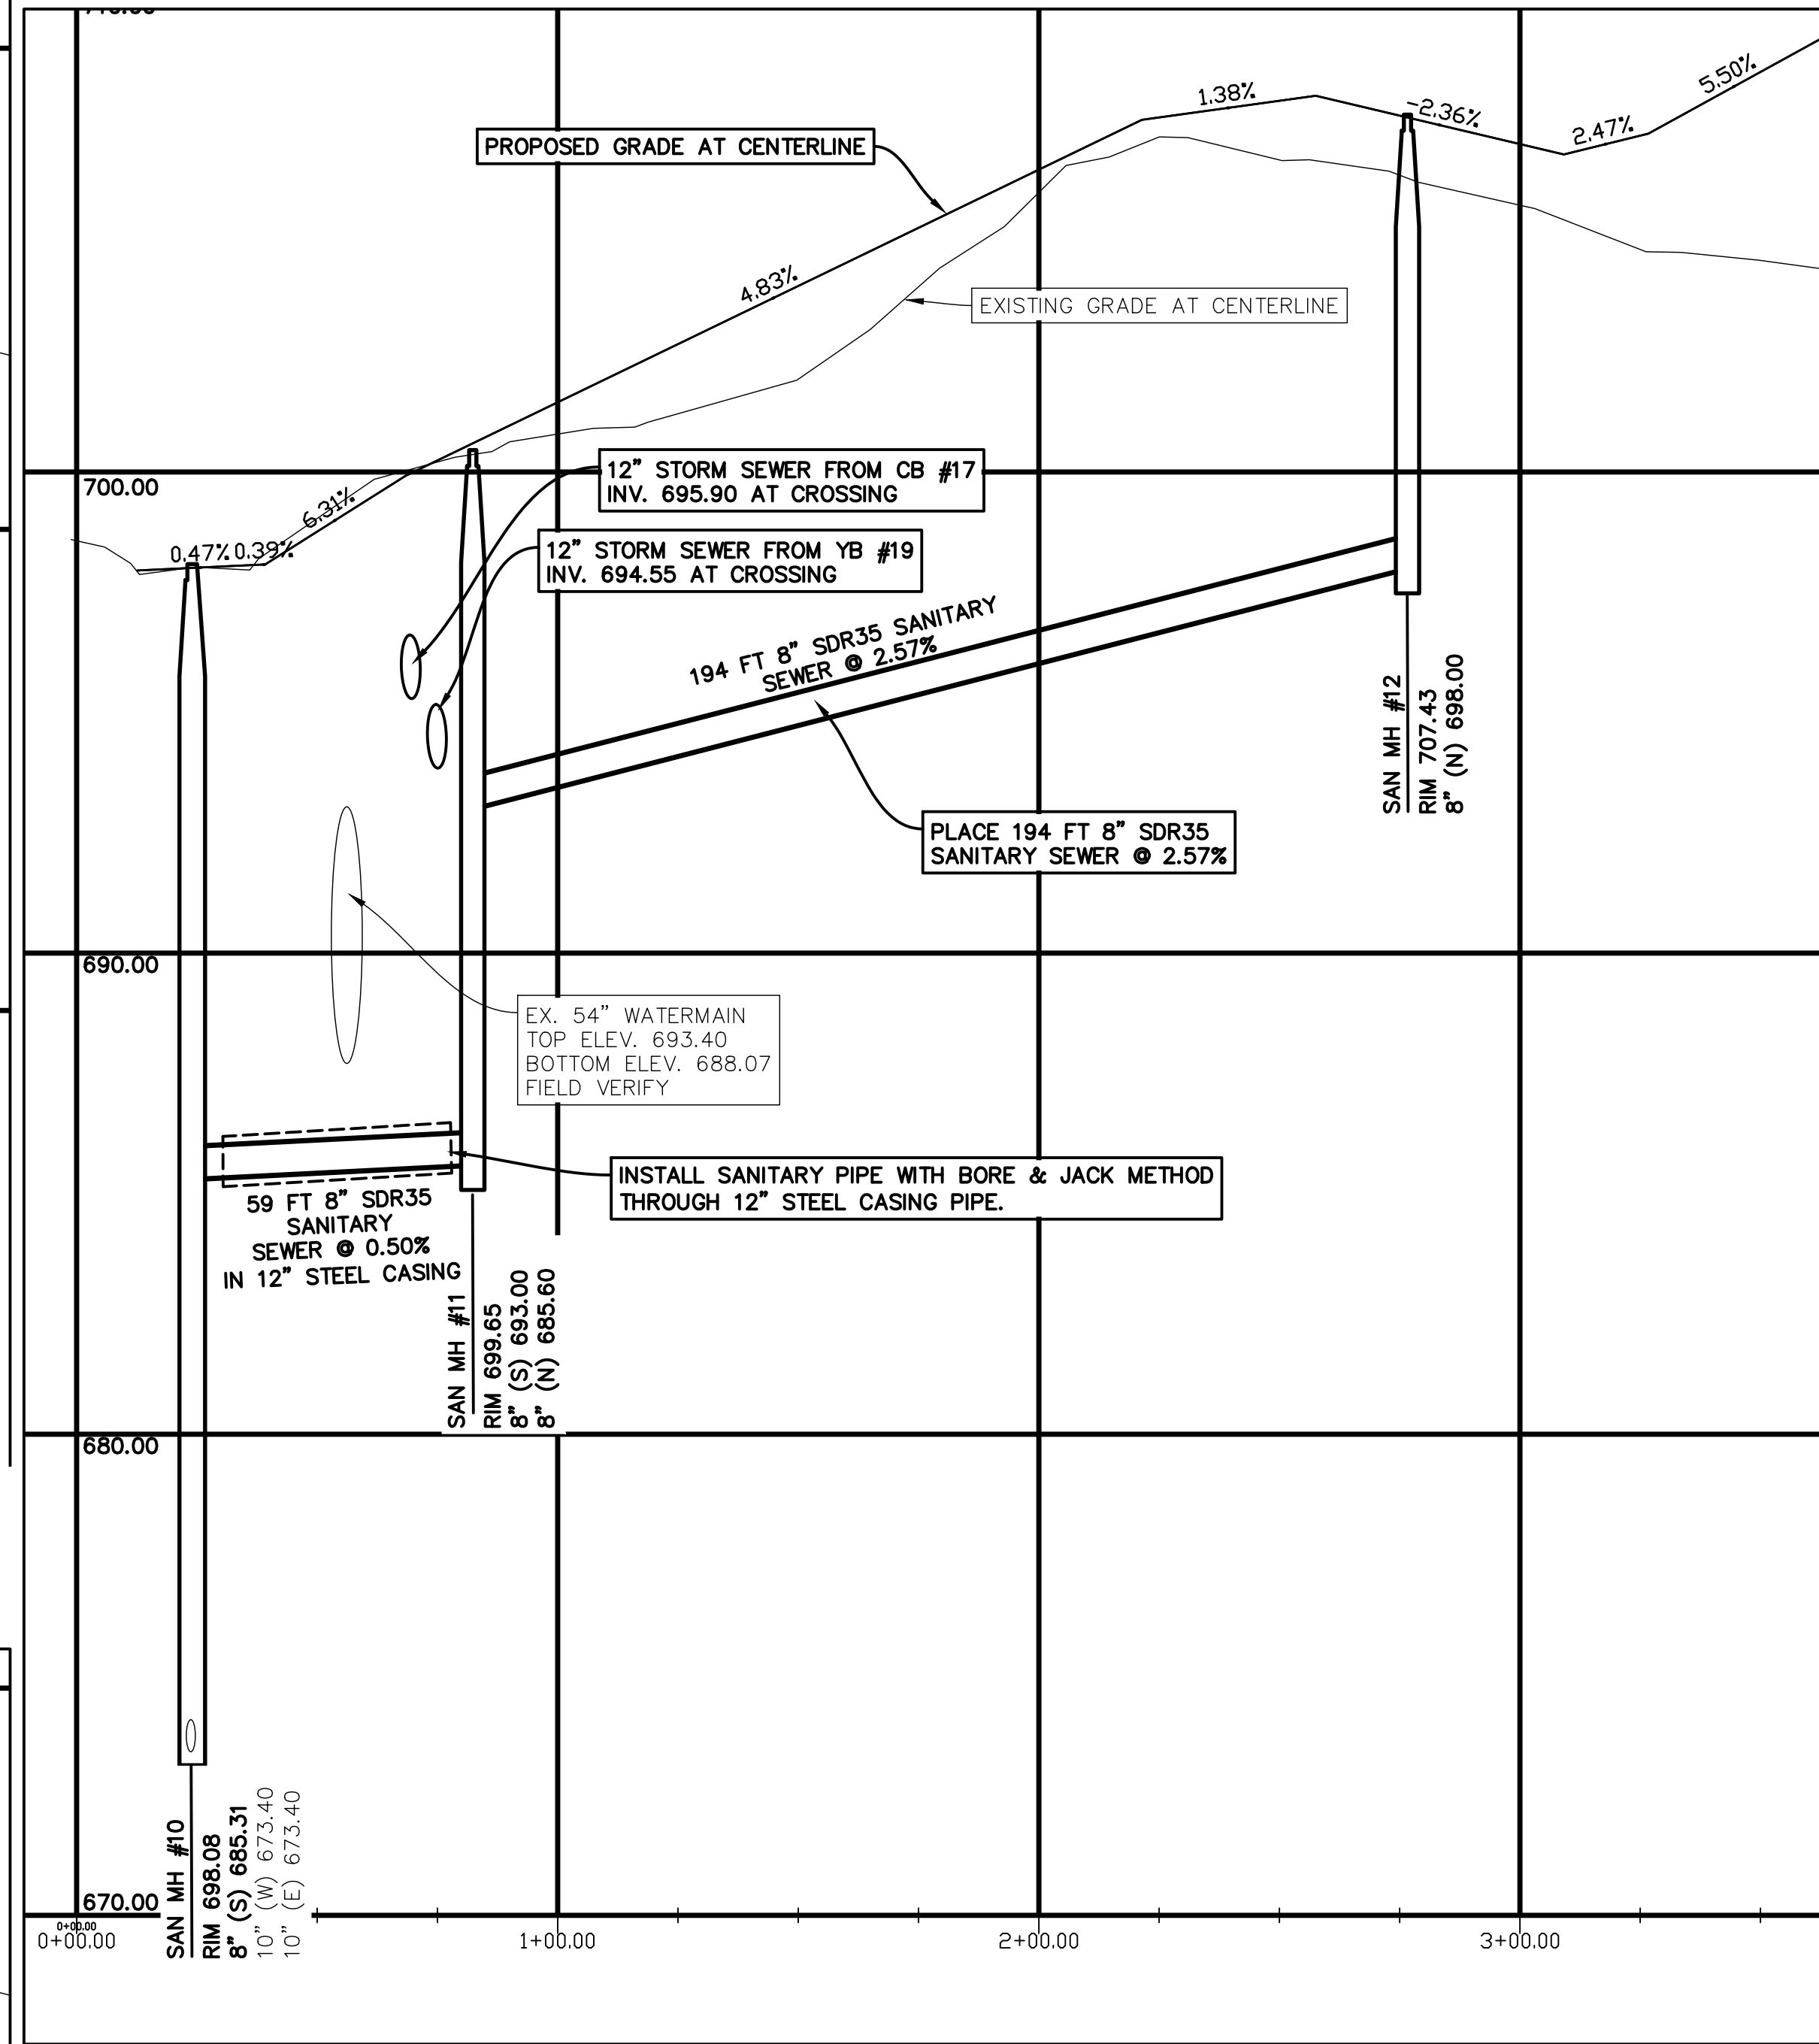 5.50%
1.38%
-2.36%
2.47%
PROPOSED GRADE AT CENTERLINE
4.83%
EXISTING GRADE AT CENTERLINE
700.00
12" STORM SEWER FROM CB #17
INV. 695.90 AT CROSSING
6.31%
0.47%
0.39%
12" STORM SEWER FROM YB #19
INV. 694.55 AT CROSSING
194 FT 8" SDR35 SANITARY
SEWER @ 2.57%
SAN MH #12
RIM 707.43
8" (N) 698.00
PLACE 194 FT 8" SDR35
SANITARY SEWER @ 2.57%
690.00
EX. 54" WATERMAIN
TOP ELEV. 693.40
BOTTOM ELEV. 688.07
FIELD VERIFY
INSTALL SANITARY PIPE WITH BORE & JACK METHOD
THROUGH 12" STEEL CASING PIPE.
59 FT 8" SDR35
SANITARY
SEWER @ 0.50%
IN 12" STEEL CASING
SAN MH #11
RIM 699.65
8" (S) 693.00
8" (N) 685.60
680.00
SAN MH #10
RIM 698.08
8" (S) 685.31
10" (W) 673.40
10" (E) 673.40
670.00
0+00.00
0+00.00
1+00.00
2+00.00
3+00.00